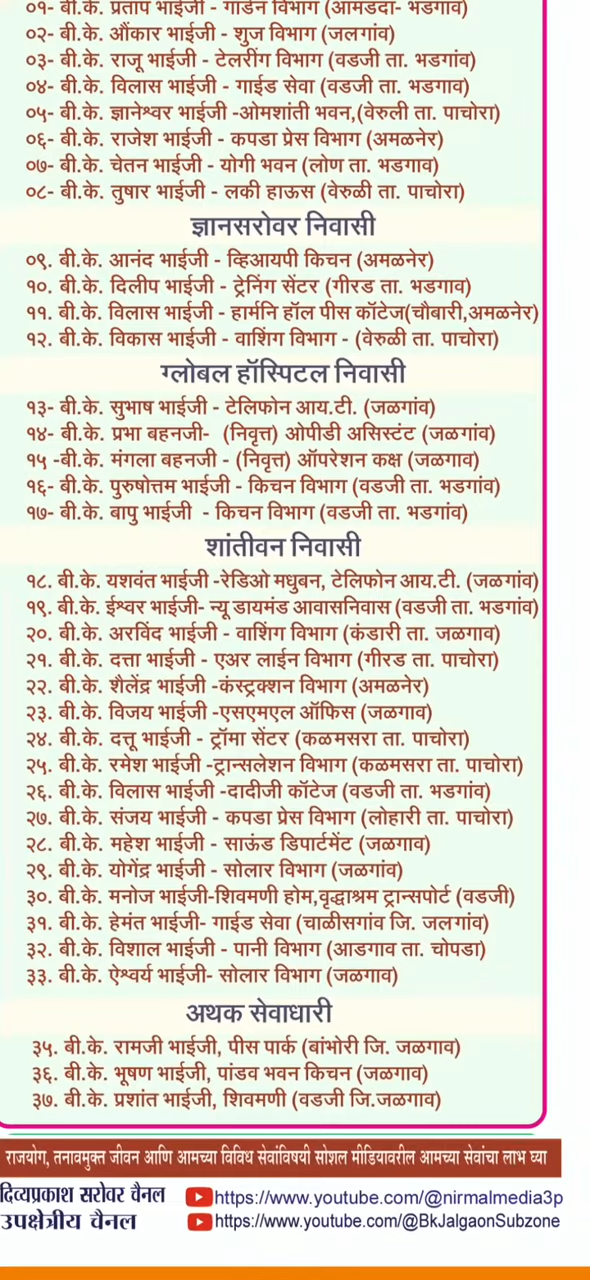 ०१- बी.के. प्रताप भाईजी - गार्डन विभाग (आमडदा- भडगाव)
०२- बी.के. औंकार भाईजी - शुज विभाग (जलगांव)
०३- बी.के. राजू भाईजी - टेलरींग विभाग (वडजी ता. भडगांव)
०४- बी.के. विलास भाईजी - गाईड सेवा (वडजी ता. भडगांव)
०५- बी.के. ज्ञानेश्वर भाईजी -ओमशांती भवन,(वेरुली ता. पाचोरा)
०६- बी.के. राजेश भाईजी - कपडा प्रेस विभाग (अमळनेर)
०७- बी.के. चेतन भाईजी - योगी भवन (लोण ता. भडगाव)
०८- बी.के. तुषार भाईजी - लकी हाऊस (वेरुळी ता. पाचोरा)
ज्ञानसरोवर निवासी
०९. बी.के. आनंद भाईजी - व्हिआयपी किचन (अमळनेर)
१०. बी.के. दिलीप भाईजी - ट्रेनिंग सेंटर (गीरड ता. भडगाव)
११. बी.के. विलास भाईजी - हार्मनि हॉल पीस कॉटेज(चौबारी,अमळनेर)
१२. बी.के. विकास भाईजी - वाशिंग विभाग - (वेरुळी ता. पाचोरा)
ग्लोबल हॉस्पिटल निवासी
१३- बी.के. सुभाष भाईजी - टेलिफोन आय.टी. (जळगांव)
१४- बी.के. प्रभा बहनजी- (निवृत्त) ओपीडी असिस्टंट (जळगांव)
१५ -बी.के. मंगला बहनजी - (निवृत्त) ऑपरेशन कक्ष (जळगाव)
१६- बी.के. पुरुषोत्तम भाईजी - किचन विभाग (वडजी ता. भडगांव)
१७- बी.के. बापु भाईजी - किचन विभाग (वडजी ता. भडगांव)
शांतीवन निवासी
१८. बी.के. यशवंत भाईजी -रेडिओ मधुबन, टेलिफोन आय.टी. (जळगांव)
१९. बी.के. ईश्वर भाईजी- न्यू डायमंड आवासनिवास (वडजी ता. भडगांव)
२०. बी.के. अरविंद भाईजी - वाशिंग विभाग (कंडारी ता. जळगाव)
२१. बी.के. दत्ता भाईजी - एअर लाईन विभाग (गीरड ता. पाचोरा)
२२. बी.के. शैलेंद्र भाईजी -कंस्ट्रक्शन विभाग (अमळनेर)
२३. बी.के. विजय भाईजी -एसएमएल ऑफिस (जळगाव)
२४. बी.के. दत्तू भाईजी - ट्रॉमा सेंटर (कळमसरा ता. पाचोरा)
२५. बी.के. रमेश भाईजी -ट्रान्सलेशन विभाग (कळमसरा ता. पाचोरा)
२६. बी.के. विलास भाईजी -दादीजी कॉटेज (वडजी ता. भडगांव)
२७. बी.के. संजय भाईजी - कपडा प्रेस विभाग (लोहारी ता. पाचोरा)
२८. बी.के. महेश भाईजी - साऊंड डिपार्टमेंट (जळगाव)
२९. बी.के. योगेंद्र भाईजी - सोलार विभाग (जळगांव)
३०. बी.के. मनोज भाईजी-शिवमणी होम,वृद्धाश्रम ट्रान्सपोर्ट (वडजी)
३१. बी.के. हेमंत भाईजी- गाईड सेवा (चाळीसगांव जि. जलगांव)
३२. बी.के. विशाल भाईजी - पानी विभाग (आडगाव ता. चोपडा)
३३. बी.के. ऐश्वर्य भाईजी- सोलार विभाग (जळगाव)
अथक सेवाधारी
३५. बी.के. रामजी भाईजी, पीस पार्क (बांभोरी जि. जळगाव)
३६. बी.के. भूषण भाईजी, पांडव भवन किचन (जळगाव)
३७. बी.के. प्रशांत भाईजी, शिवमणी (वडजी जि.जळगाव)
राजयोग, तनावमुक्त जीवन आणि आमच्या विविध सेवांविषयी सोशल मीडियावरील आमच्या सेवांचा लाभ घ्या
दिव्यप्रकाश सरोवर चैनल https://www.youtube.com/@nirmalmedia3p
उपक्षेत्रीय चैनल https://www.youtube.com/@BkJalgaonSubzone